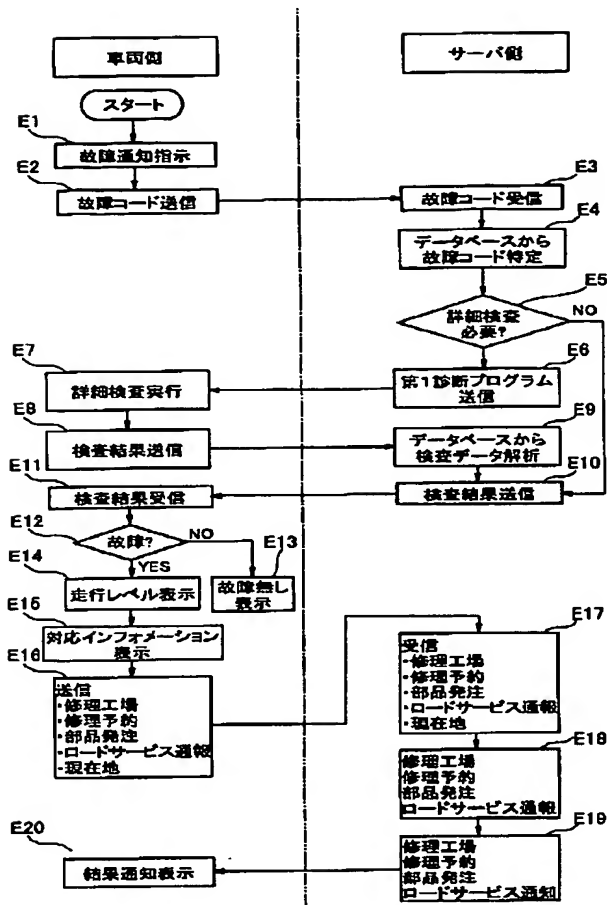 車両側
サーバ側
スタート
E1
故障通知指示
E2
故障コード送信
E3
故障コード受信
E4
データベースから
故障コード特定
E5
詳細検査
必要?
NO
E6
第1診断プログラム
送信
E7
詳細検査実行
E8
検査結果送信
E9
データベースから
検査データ解析
E10
検査結果送信
E11
検査結果受信
E12
故障?
NO
YES
E13
故障無し
表示
E14
走行レベル表示
E15
対応インフォメーション
表示
E16
送信
・修理工場
・修理予約
・部品発注
・ロードサービス通報
・現在地
E17
受信
・修理工場
・修理予約
・部品発注
・ロードサービス通報
・現在地
E18
修理工場
修理予約
部品発注
ロードサービス通報
E19
修理工場
修理予約
部品発注
ロードサービス通知
E20
結果通知表示